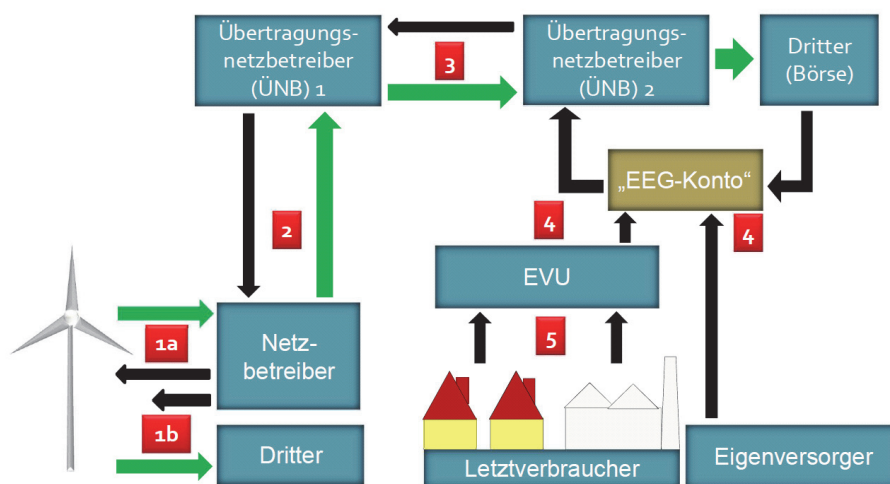 Übertragungs-
netzbetreiber
(ÜNB) 1
3
Übertragungs-
netzbetreiber
(ÜNB) 2
Dritter
(Börse)
„EEG-Konto“
2
4
4
EVU
1a
Netz-
betreiber
5
1b
Dritter
Letztverbraucher
Eigenversorger